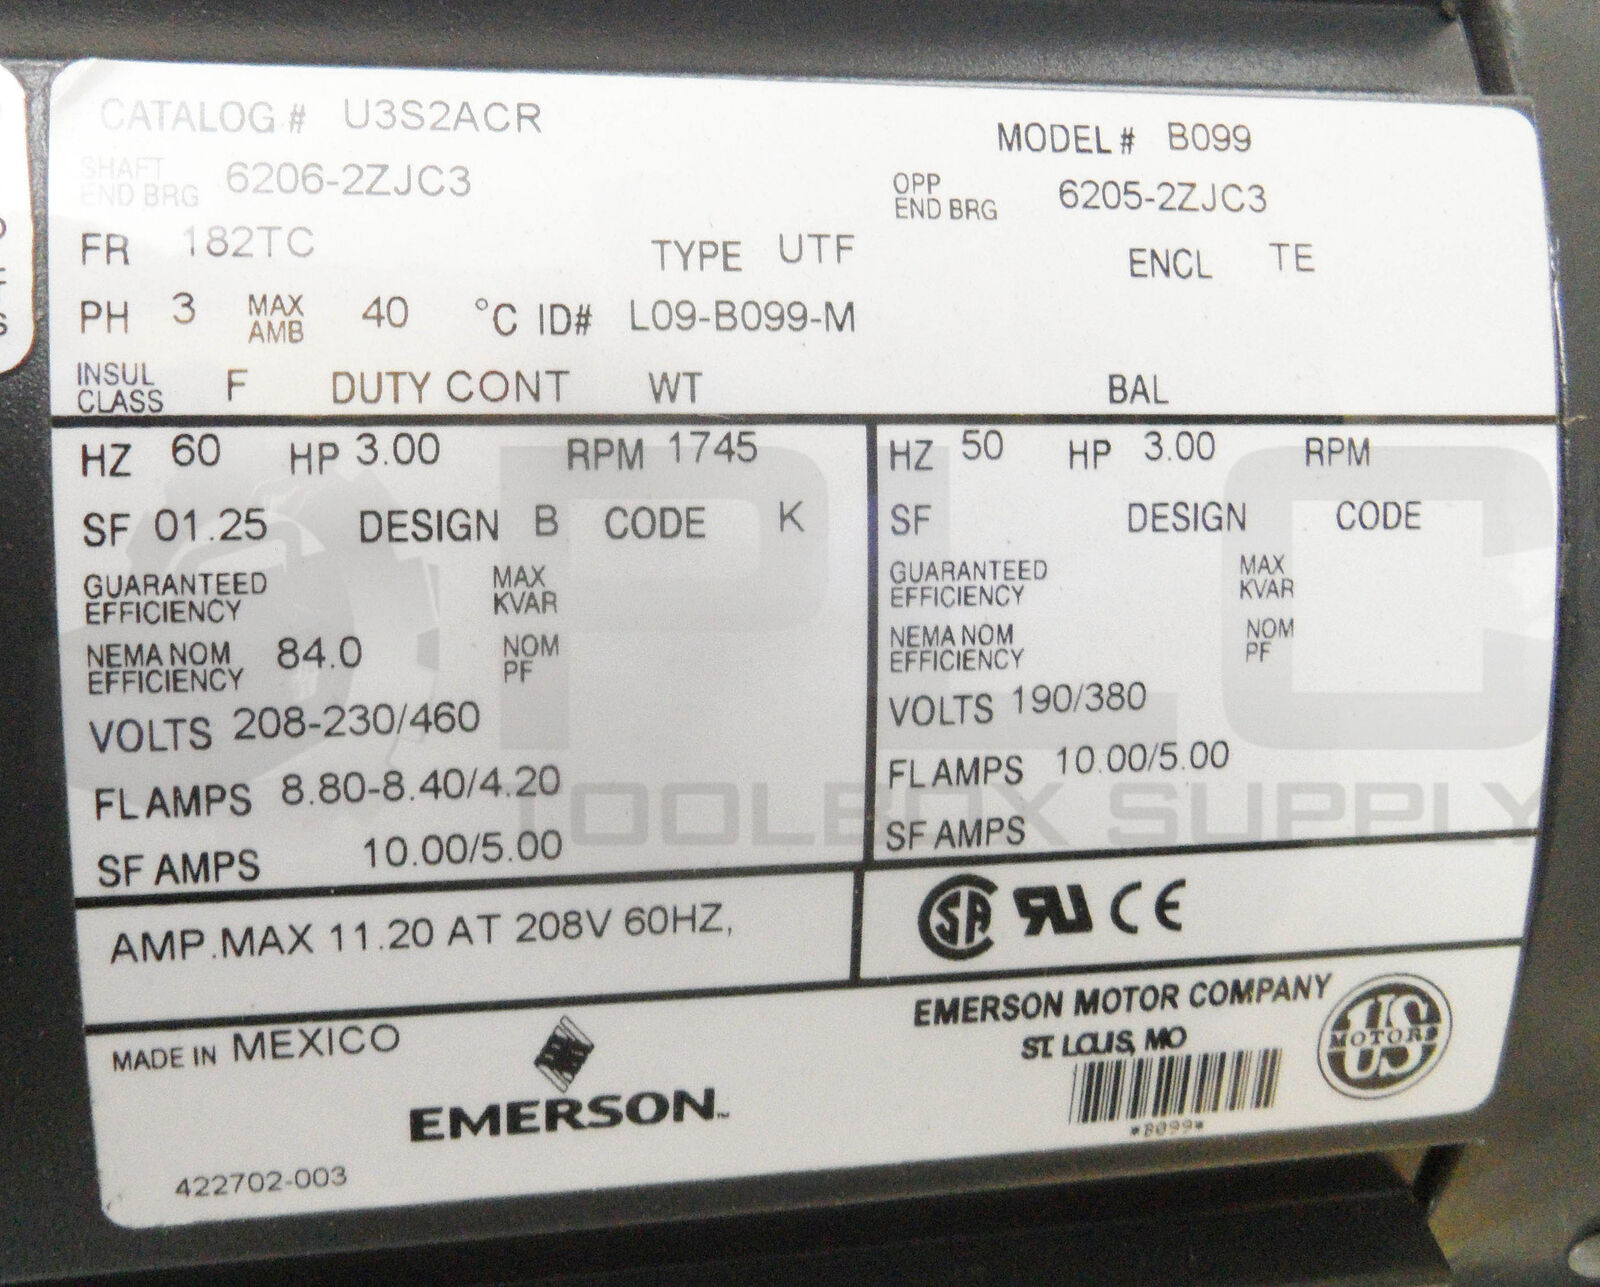 CATALOG # U3S2ACR MODEL # B099
SHAFT END BRG 6206-2ZJC3 OPP END BRG 6205-2ZJC3
FR 182TC TYPE UTF ENCL TE
PH 3 MAX AMB 40 °C ID# L09-B099-M
INSUL CLASS F DUTY CONT WT BAL
HZ 60 HP 3.00 RPM 1745
SF 01.25 DESIGN B CODE K
GUARANTEED EFFICIENCY MAX KVAR
NEMA NOM EFFICIENCY 84.0 NOM PF
VOLTS 208-230/460
FL AMPS 8.80-8.40/4.20
SF AMPS 10.00/5.00
HZ 50 HP 3.00 RPM
SF DESIGN CODE
GUARANTEED EFFICIENCY MAX KVAR
NEMA NOM EFFICIENCY NOM PF
VOLTS 190/380
FL AMPS 10.00/5.00
SF AMPS
AMP.MAX 11.20 AT 208V 60HZ,
SA RU CE
MADE IN MEXICO
EMERSON™
422702-003
EMERSON MOTOR COMPANY
ST. LOUIS, MO
*B099*
US MOTORS
PLC
TOOLBOX SUPPLY